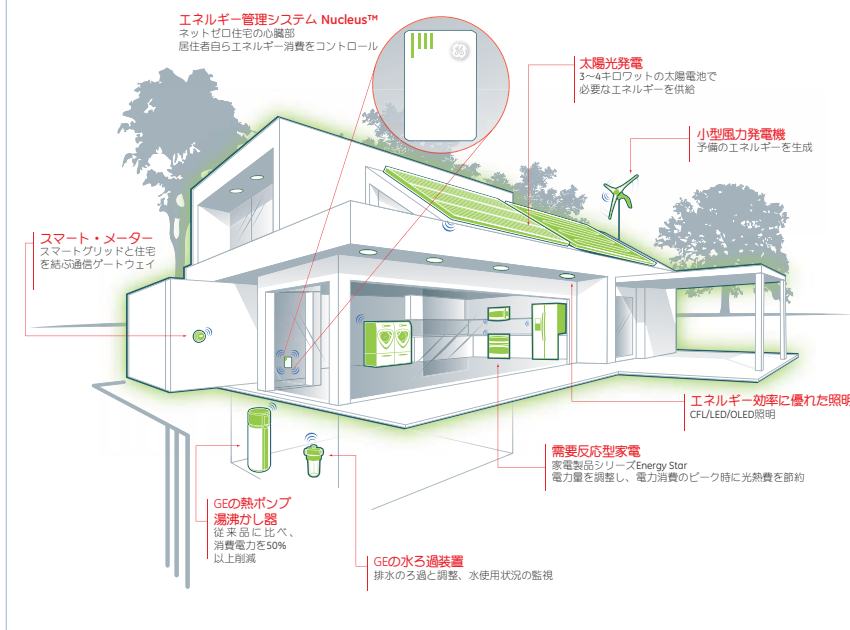 エネルギー管理システム Nucleus™
ネットゼロ住宅の心臓部
居住者自らエネルギー消費をコントロール
太陽光発電
3〜4キロワットの太陽電池で
必要なエネルギーを供給
小型風力発電機
予備のエネルギーを生成
スマート・メーター
スマートグリッドと住宅
を結ぶ通信ゲートウェイ
エネルギー効率に優れた照明
CFL/LED/OLED照明
需要反応型家電
家電製品シリーズEnergy Star
電力量を調整し、電力消費のピーク時に光熱費を節約
GEの熱ポンプ
湯沸かし器
従来品に比べ、
消費電力を50%
以上削減
GEの水ろ過装置
排水のろ過と調整、水使用状況の監視